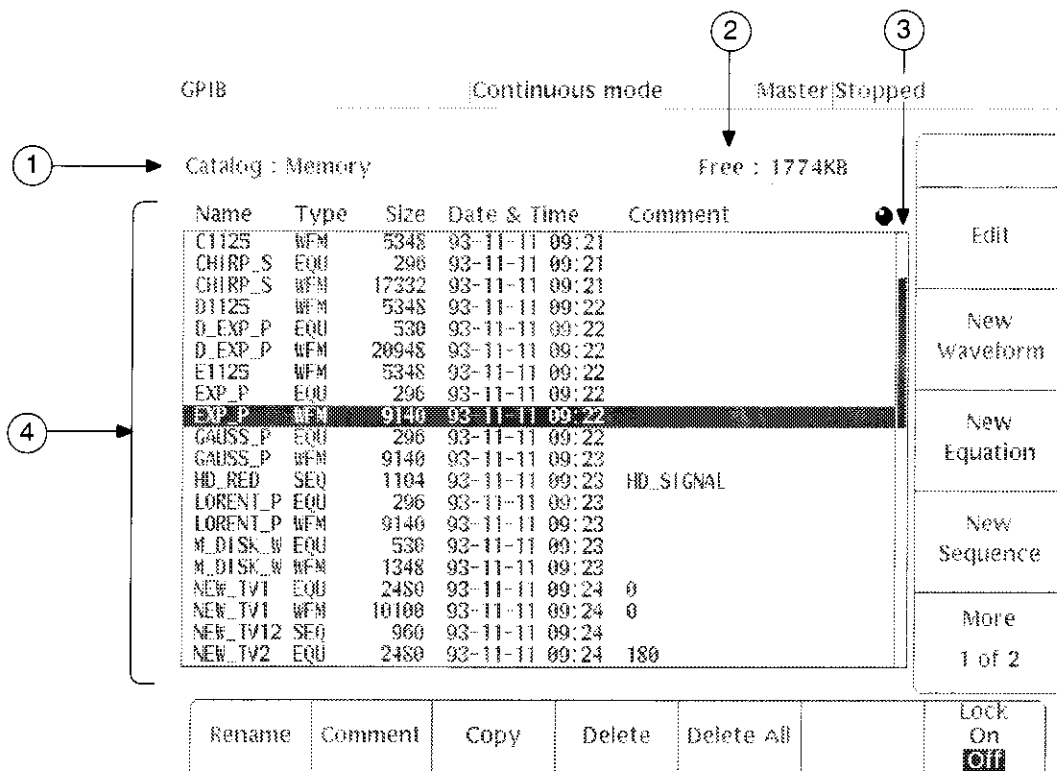 2
3
GPIB Continuous mode Master Stopped
1
Catalog : Memory Free : 1774KB
Name Type Size Date & Time Comment
C1125 WFM 5348 93-11-11 09:21
CHIRP_S EQU 296 93-11-11 09:21
CHIRP_S WFM 17332 93-11-11 09:21
D1125 WFM 5348 93-11-11 09:22
D_EXP_P EQU 530 93-11-11 09:22
D_EXP_P WFM 20948 93-11-11 09:22
E1125 WFM 5348 93-11-11 09:22
EXP_P EQU 296 93-11-11 09:22
EXP_P WFM 9140 93-11-11 09:22
GAUSS_P EQU 296 93-11-11 09:22
GAUSS_P WFM 9140 93-11-11 09:23
HD_RED SEQ 1104 93-11-11 09:23 HD_SIGNAL
LORENT_P EQU 296 93-11-11 09:23
LORENT_P WFM 9140 93-11-11 09:23
M_DISK_W EQU 530 93-11-11 09:23
M_DISK_W WFM 1348 93-11-11 09:23
NEW_TV1 EQU 2480 93-11-11 09:24 0
NEW_TV1 WFM 10100 93-11-11 09:24 0
NEW_TV12 SEQ 960 93-11-11 09:24
NEW_TV2 EQU 2480 93-11-11 09:24 180
4
Edit
New
Waveform
New
Equation
New
Sequence
More
1 of 2
Rename Comment Copy Delete Delete All
Lock
On
Off